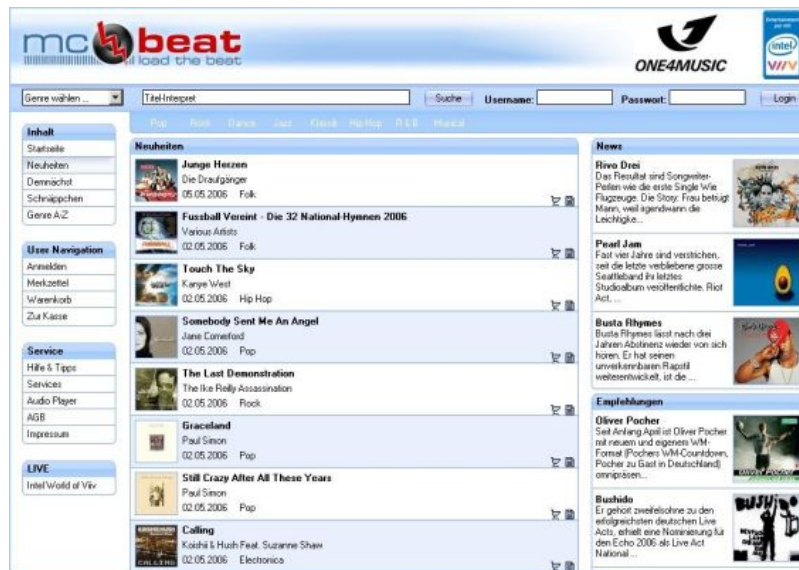 mc beat
load the beat
ONE4MUSIC
intel
VIIV
Genre wählen ...
Titel-Interpret
Suche
Username:
Passwort:
Login
Pop Rock Dance Jazz Klassik Hip Hop R & B Musical
Inhalt
Startseite
Neuheiten
Demnächst
Schnäppchen
Genre A-Z
User Navigation
Anmelden
Merkzettel
Warenkorb
Zur Kasse
Service
Hilfe & Tipps
Services
Audio Player
AGB
Impressum
LIVE
Intel World of Viiv
Neuheiten
Junge Herzen
Die Draufgänger
05.05.2006 Folk
Fussball Vereint - Die 32 National-Hymnen 2006
Various Artists
02.05.2006 Folk
Touch The Sky
Kanye West
02.05.2006 Hip Hop
Somebody Sent Me An Angel
Jane Comerford
02.05.2006 Pop
The Last Demonstration
The Ike Reilly Assassination
02.05.2006 Rock
Graceland
Paul Simon
02.05.2006 Pop
Still Crazy After All These Years
Paul Simon
02.05.2006 Pop
Calling
Koishii & Hush Feat. Suzanne Shaw
02.05.2006 Electronica
News
Rivo Drei
Das Resultat sind Songwriter-
Perlen wie die erste Single Wie
Flugzeuge. Die Story: Frau betrügt
Mann, weil irgendwann die
Leichtigke...
Pearl Jam
Fast vier Jahre sind verstrichen,
seit die letzte verbliebene grosse
Seattleband ihr letztes
Studioalbum veröffentlichte. Riot
Act, ...
Busta Rhymes
Busta Rhymes lässt nach drei
Jahren Abstinenz wieder von sich
hören. Er hat seinen
unverkennbaren Rapstil
weiterentwickelt, ist die ...
Empfehlungen
Oliver Pocher
Seit Anfang April ist Oliver Pocher
mit neuem und eigenem WM-
Format (Pochers WM-Countdown,
Pocher zu Gast in Deutschland)
omnipräsen...
Bushido
Er gehört zweifelsohne zu den
erfolgreichsten deutschen Live
Acts, erhielt eine Nominierung für
den Echo 2006 als Live Act
National ...